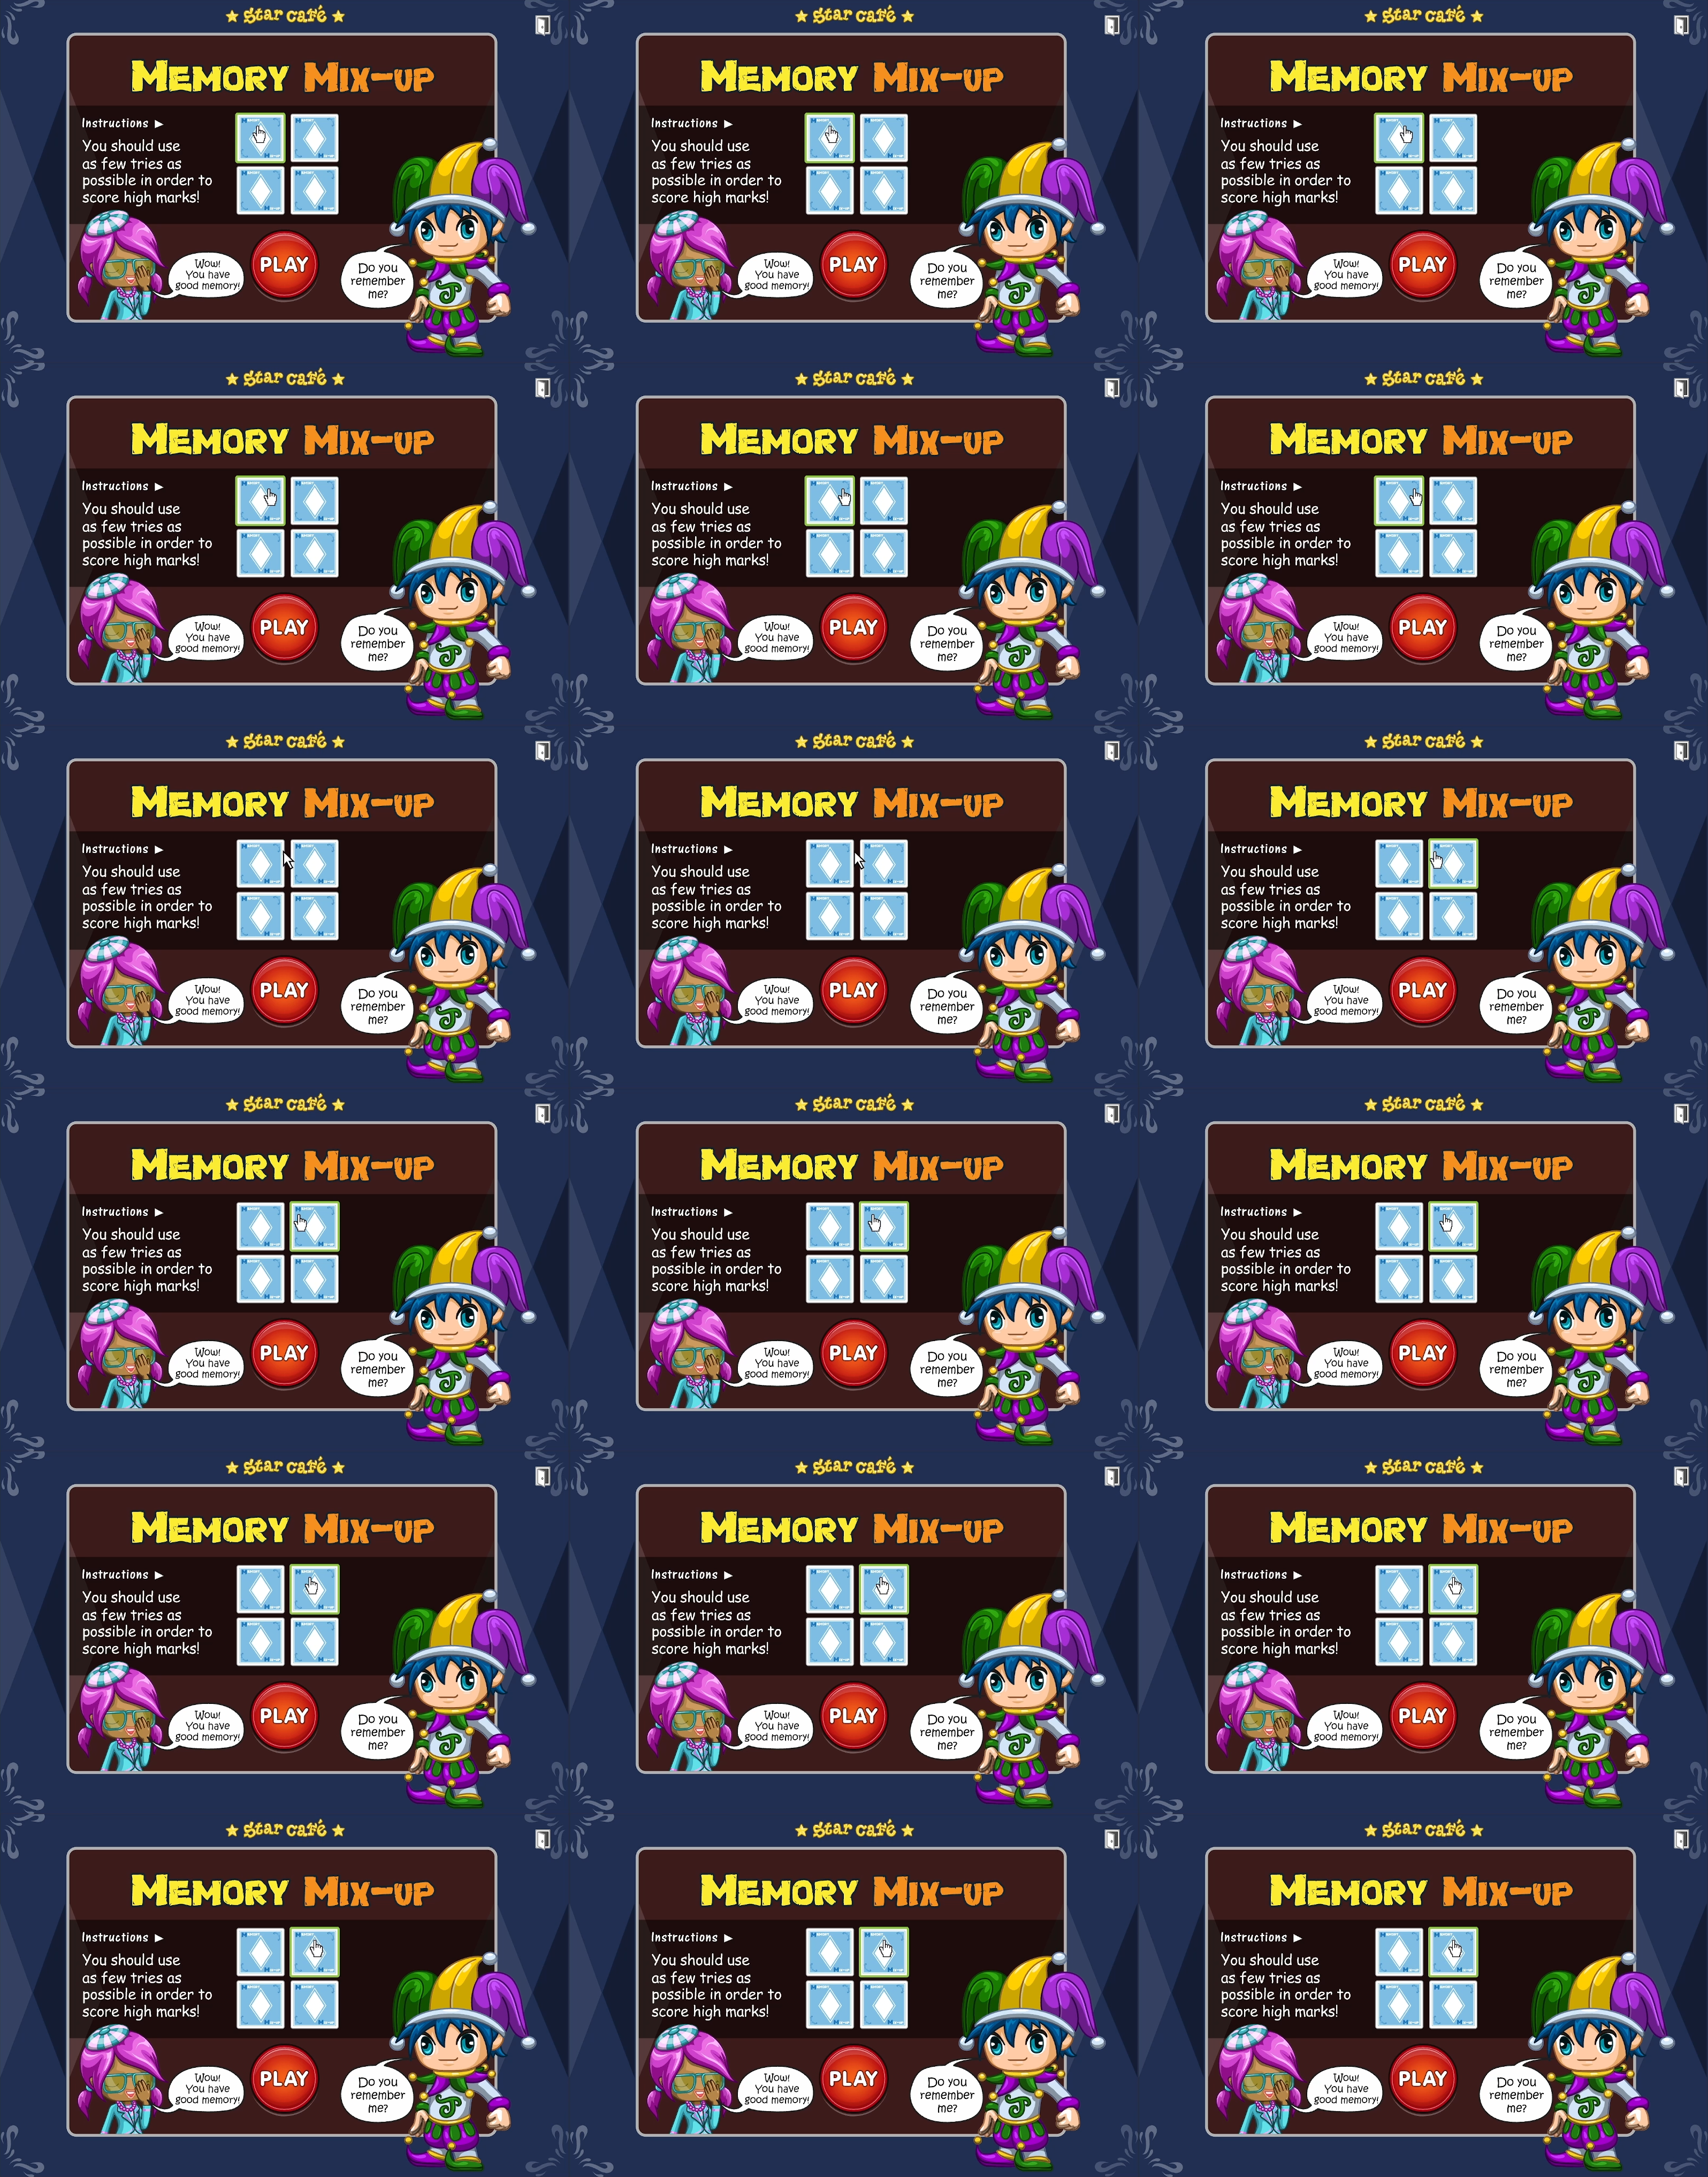 Star Café
Memory Mix-up
Instructions
You should use
as few tries as
possible in order to
score high marks!
Wow!
You have
good memory!
PLAY
Do you
remember
me?
Star Café
Memory Mix-up
Instructions
You should use
as few tries as
possible in order to
score high marks!
Wow!
You have
good memory!
PLAY
Do you
remember
me?
Star Café
Memory Mix-up
Instructions
You should use
as few tries as
possible in order to
score high marks!
Wow!
You have
good memory!
PLAY
Do you
remember
me?
Star Café
Memory Mix-up
Instructions
You should use
as few tries as
possible in order to
score high marks!
Wow!
You have
good memory!
PLAY
Do you
remember
me?
Star Café
Memory Mix-up
Instructions
You should use
as few tries as
possible in order to
score high marks!
Wow!
You have
good memory!
PLAY
Do you
remember
me?
Star Café
Memory Mix-up
Instructions
You should use
as few tries as
possible in order to
score high marks!
Wow!
You have
good memory!
PLAY
Do you
remember
me?
Star Café
Memory Mix-up
Instructions
You should use
as few tries as
possible in order to
score high marks!
Wow!
You have
good memory!
PLAY
Do you
remember
me?
Star Café
Memory Mix-up
Instructions
You should use
as few tries as
possible in order to
score high marks!
Wow!
You have
good memory!
PLAY
Do you
remember
me?
Star Café
Memory Mix-up
Instructions
You should use
as few tries as
possible in order to
score high marks!
Wow!
You have
good memory!
PLAY
Do you
remember
me?
Star Café
Memory Mix-up
Instructions
You should use
as few tries as
possible in order to
score high marks!
Wow!
You have
good memory!
PLAY
Do you
remember
me?
Star Café
Memory Mix-up
Instructions
You should use
as few tries as
possible in order to
score high marks!
Wow!
You have
good memory!
PLAY
Do you
remember
me?
Star Café
Memory Mix-up
Instructions
You should use
as few tries as
possible in order to
score high marks!
Wow!
You have
good memory!
PLAY
Do you
remember
me?
Star Café
Memory Mix-up
Instructions
You should use
as few tries as
possible in order to
score high marks!
Wow!
You have
good memory!
PLAY
Do you
remember
me?
Star Café
Memory Mix-up
Instructions
You should use
as few tries as
possible in order to
score high marks!
Wow!
You have
good memory!
PLAY
Do you
remember
me?
Star Café
Memory Mix-up
Instructions
You should use
as few tries as
possible in order to
score high marks!
Wow!
You have
good memory!
PLAY
Do you
remember
me?
Star Café
Memory Mix-up
Instructions
You should use
as few tries as
possible in order to
score high marks!
Wow!
You have
good memory!
PLAY
Do you
remember
me?
Star Café
Memory Mix-up
Instructions
You should use
as few tries as
possible in order to
score high marks!
Wow!
You have
good memory!
PLAY
Do you
remember
me?
Star Café
Memory Mix-up
Instructions
You should use
as few tries as
possible in order to
score high marks!
Wow!
You have
good memory!
PLAY
Do you
remember
me?